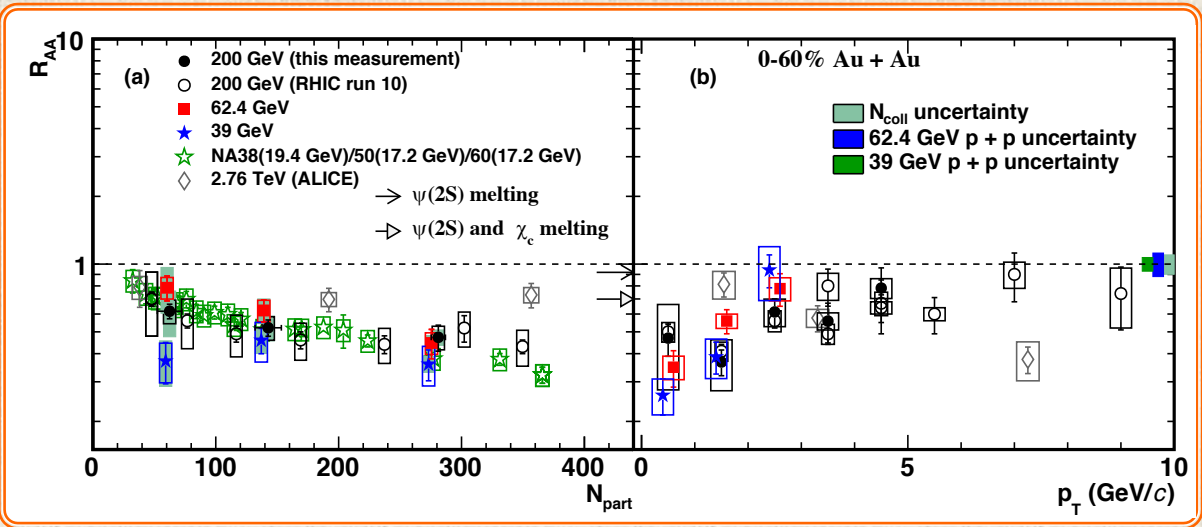 R_AA
10
1
(a)
200 GeV (this measurement)
200 GeV (RHIC run 10)
62.4 GeV
39 GeV
NA38(19.4 GeV)/50(17.2 GeV)/60(17.2 GeV)
2.76 TeV (ALICE)
ψ(2S) melting
ψ(2S) and χ_c melting
0 100 200 300 400
N_part
(b)
0-60% Au + Au
N_coll uncertainty
62.4 GeV p + p uncertainty
39 GeV p + p uncertainty
0 5 10
p_T (GeV/c)